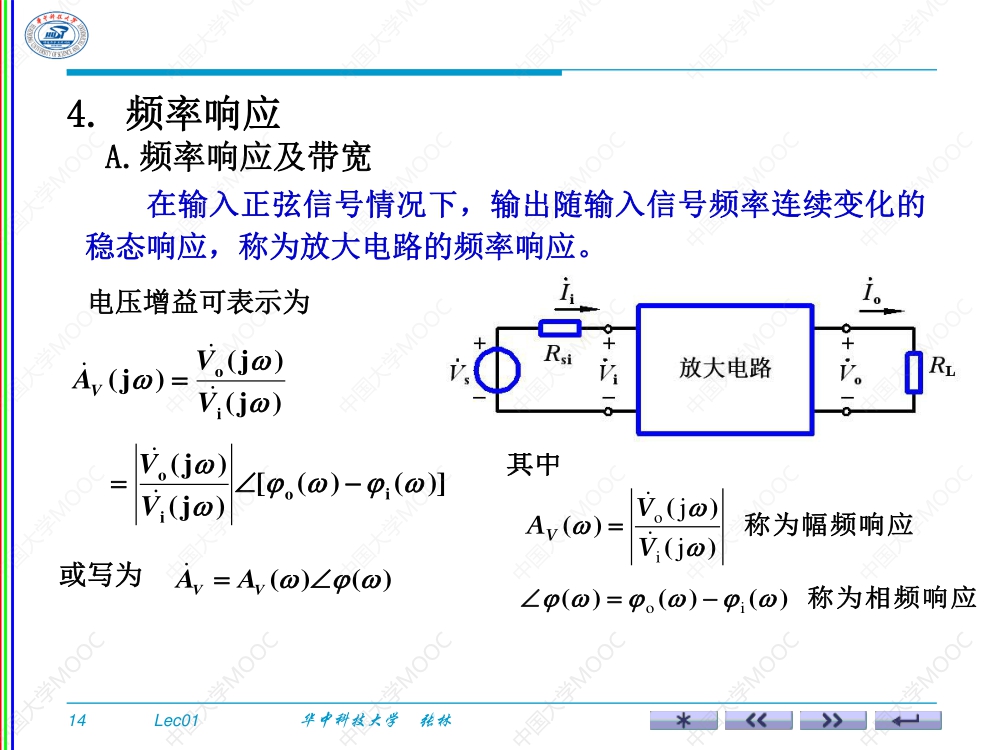 4. 频率响应
A.频率响应及带宽
在输入正弦信号情况下，输出随输入信号频率连续变化的
稳态响应，称为放大电路的频率响应。
电压增益可表示为
$\dot{A}_V(j\omega)=\frac{\dot{V}_o(j\omega)}{\dot{V}_i(j\omega)}$
$=\left|\frac{\dot{V}_o(j\omega)}{\dot{V}_i(j\omega)}\right|\angle[\varphi_o(\omega)-\varphi_i(\omega)]$
或写为 $\dot{A}_V=A_V(\omega)\angle\varphi(\omega)$
$\dot{I}_i$
$\dot{I}_o$
+ $R_{si}$ + 放大电路 + $R_L$
$\dot{V}_s$ $\dot{V}_i$ $\dot{V}_o$
− − −
其中
$A_V(\omega)=\left|\frac{\dot{V}_o(j\omega)}{\dot{V}_i(j\omega)}\right|$ 称为幅频响应
$\angle\varphi(\omega)=\varphi_o(\omega)-\varphi_i(\omega)$ 称为相频响应
14 Lec01 华中科技大学 张林
中国大学MOOC